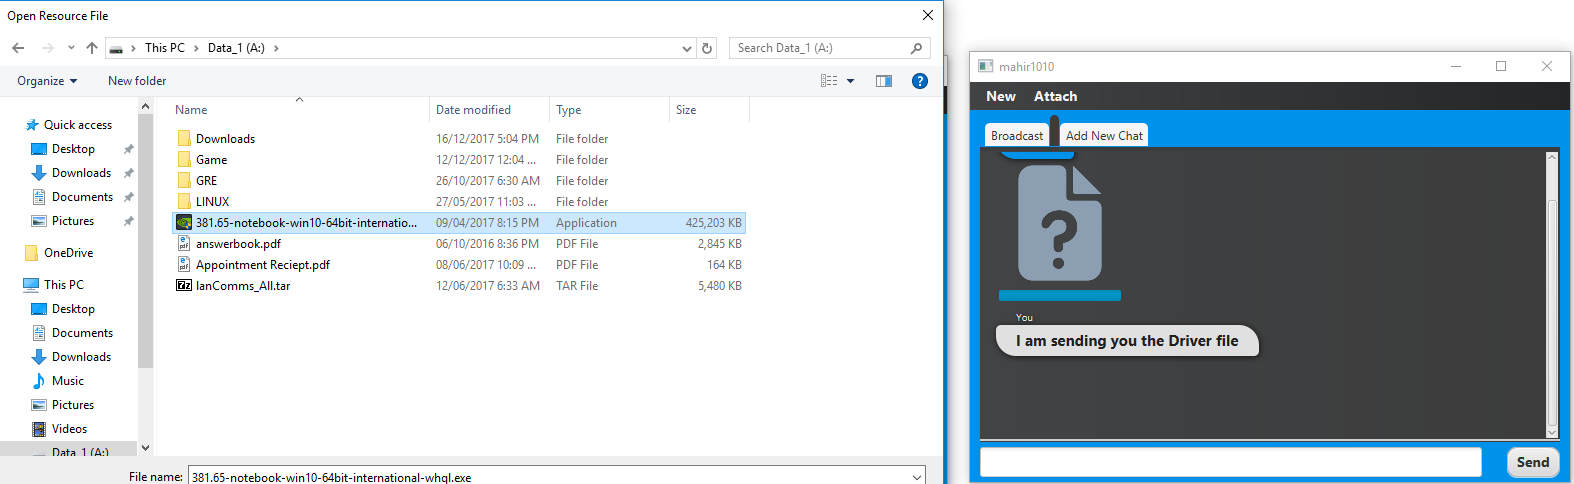 Open Resource File
This PC > Data_1 (A:) >
Search Data_1 (A:)
Organize
New folder
?
Name Date modified Type Size
Quick access
Desktop
Downloads
Documents
Pictures
OneDrive
This PC
Desktop
Documents
Downloads
Music
Pictures
Videos
Data_1 (A:)
Downloads 16/12/2017 5:04 PM File folder
Game 12/12/2017 12:04 ... File folder
GRE 26/10/2017 6:30 AM File folder
LINUX 27/05/2017 11:03 ... File folder
381.65-notebook-win10-64bit-internatio... 09/04/2017 8:15 PM Application 425,203 KB
answerbook.pdf 06/10/2016 8:36 PM PDF File 2,845 KB
Appointment Reciept.pdf 08/06/2017 10:09 ... PDF File 164 KB
lanComms_All.tar 12/06/2017 6:33 AM TAR File 5,480 KB
File name: 381.65-notebook-win10-64bit-international-whql.exe
mahir1010
New Attach
Broadcast
Add New Chat
?
You
I am sending you the Driver file
Send